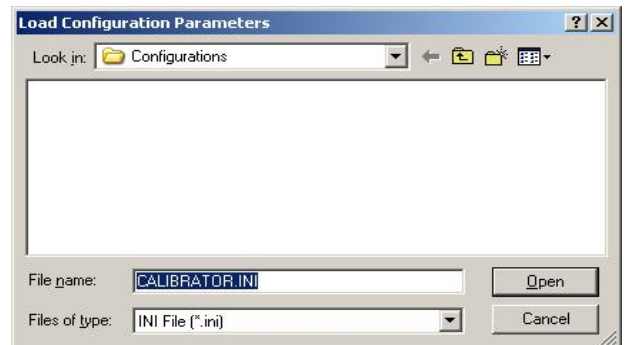 Load Configuration Parameters
Look in: Configurations
File name: CALIBRATOR.INI Open
Files of type: INI File (*.ini) Cancel